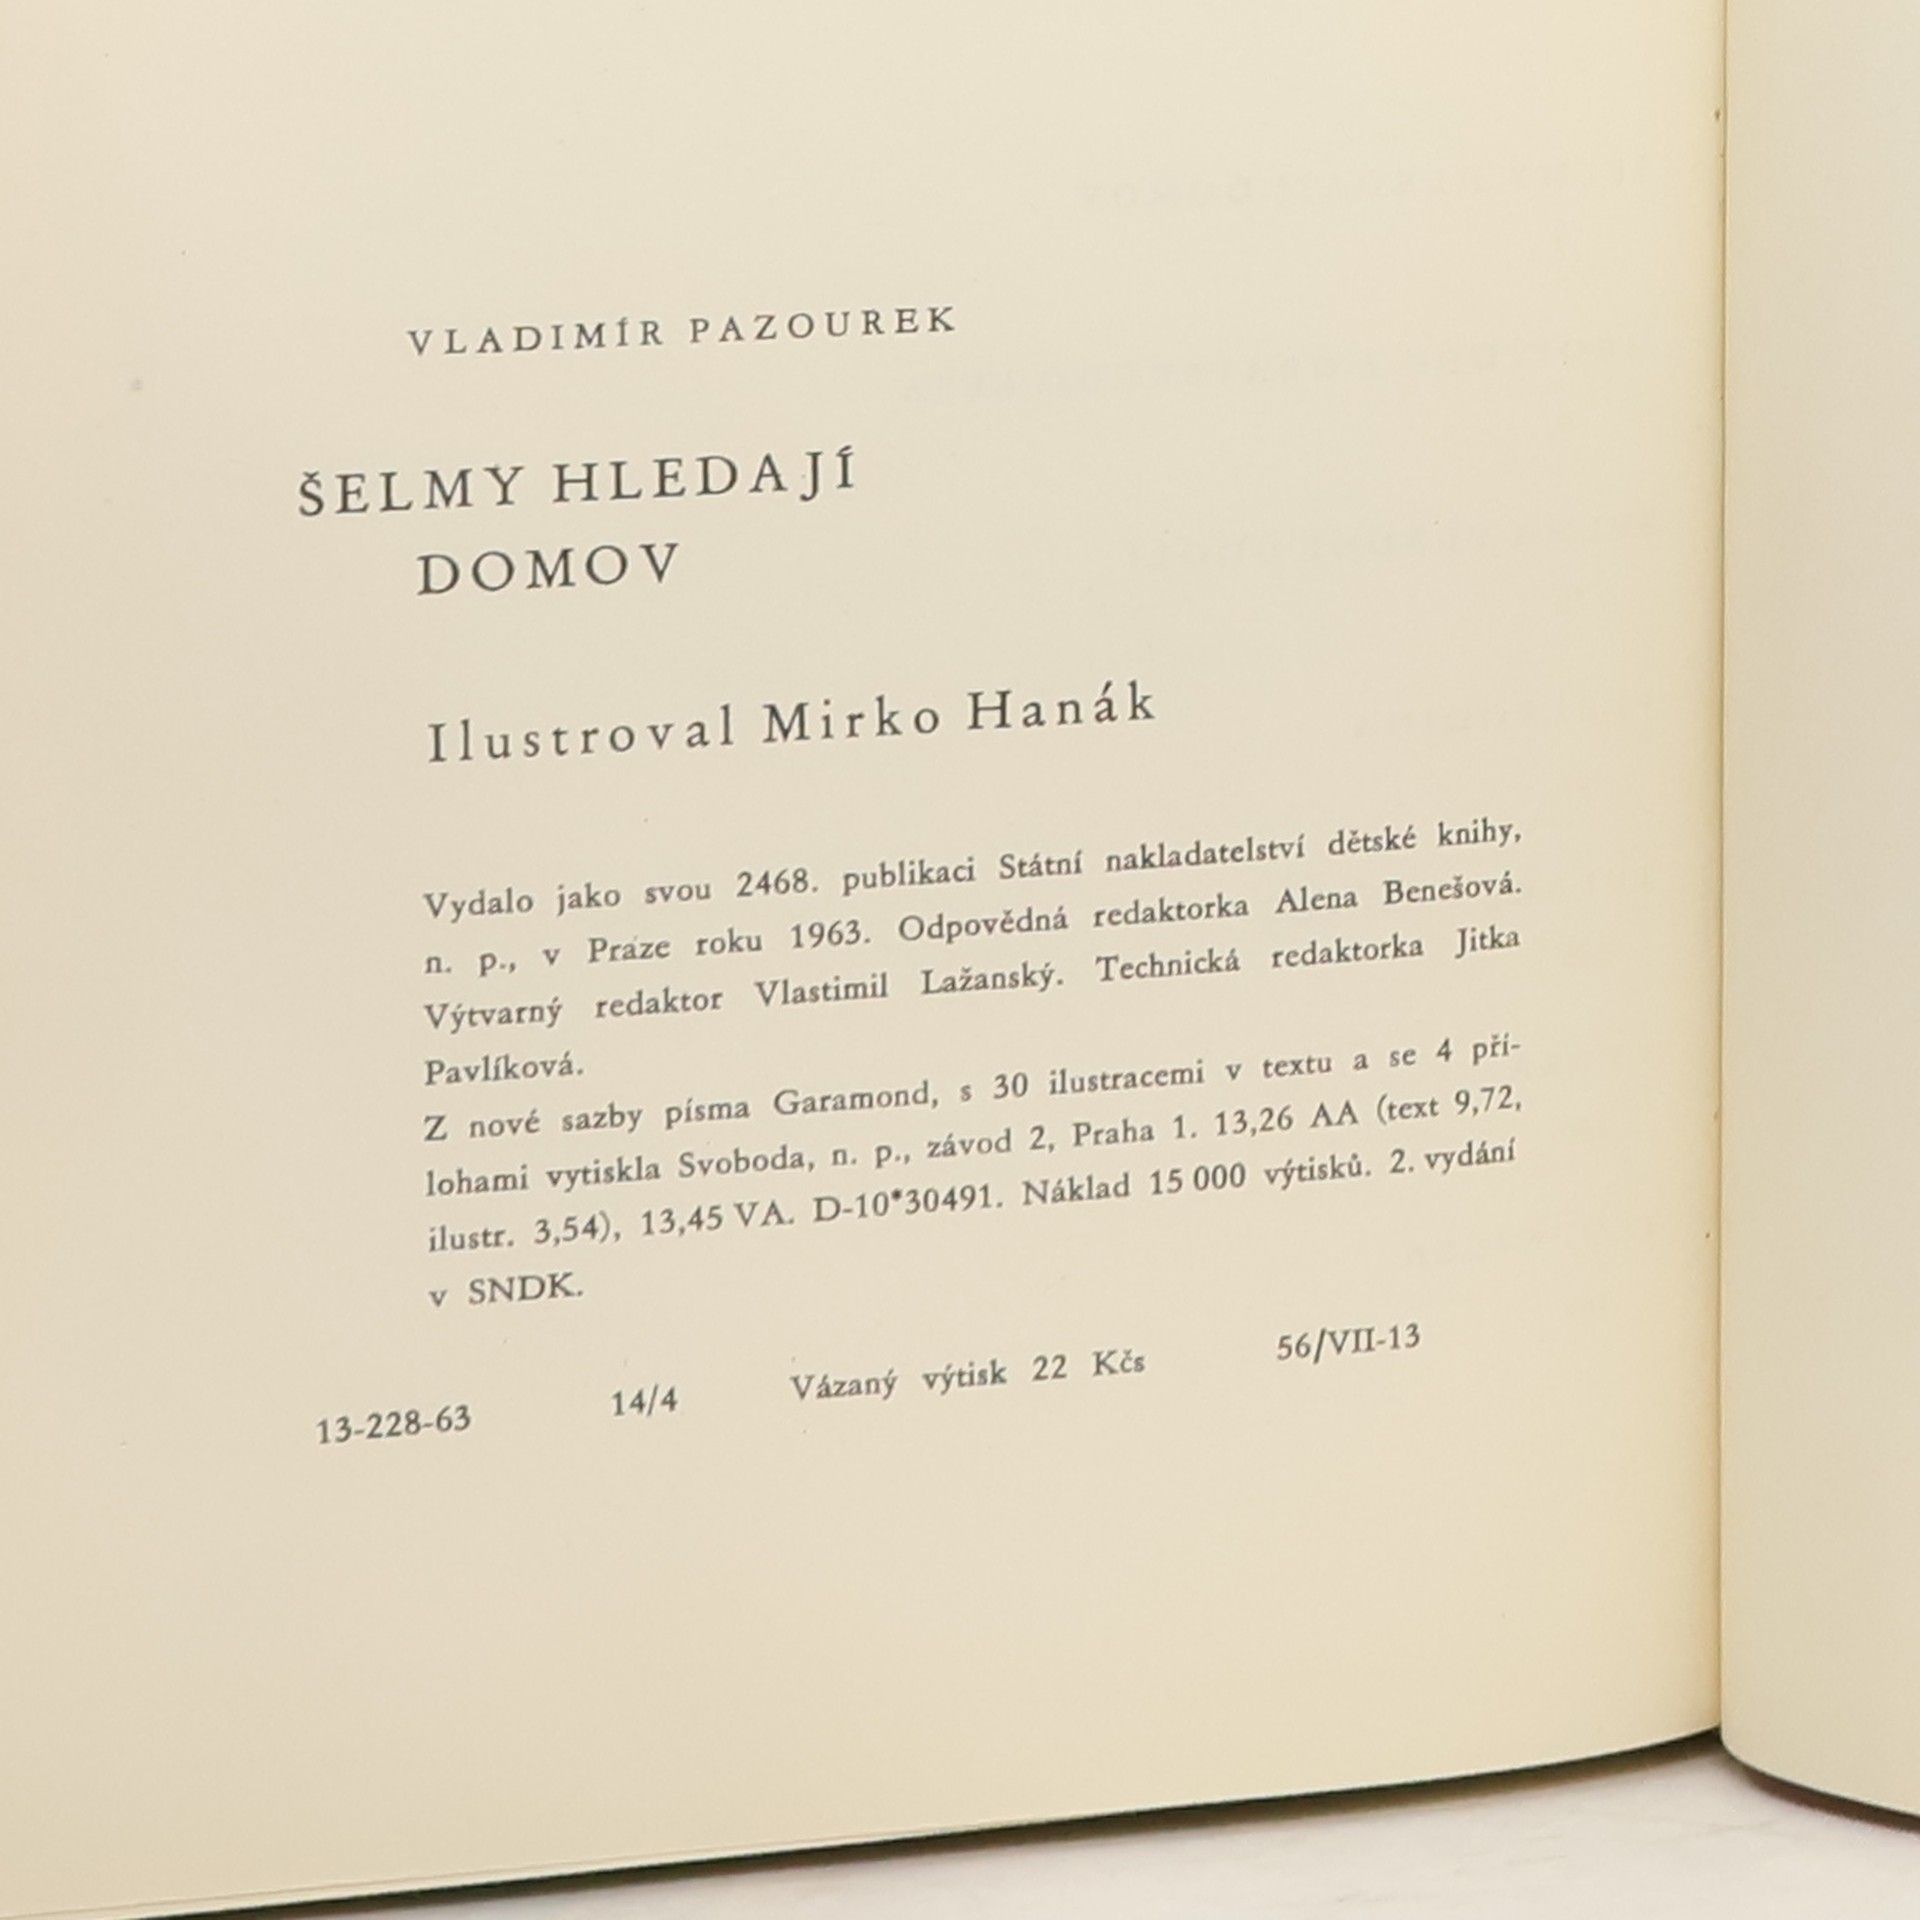 VLADIMÍR PAZOUREK
ŠELMY HLEDAJÍ
DOMOV
Ilustroval Mirko Hanák
Vydalo jako svou 2468. publikaci Státní nakladatelství dětské knihy,
n. p., v Praze roku 1963. Odpovědná redaktorka Alena Benešová.
Výtvarný redaktor Vlastimil Lažanský. Technická redaktorka Jitka
Pavlíková.
Z nové sazby písma Garamond, s 30 ilustracemi v textu a se 4 pří-
lohami vytiskla Svoboda, n. p., závod 2, Praha 1. 13,26 AA (text 9,72,
ilustr. 3,54), 13,45 VA. D-10*30491. Náklad 15 000 výtisků. 2. vydání
v SNDK.
13-228-63 14/4 Vázaný výtisk 22 Kčs 56/VII-13